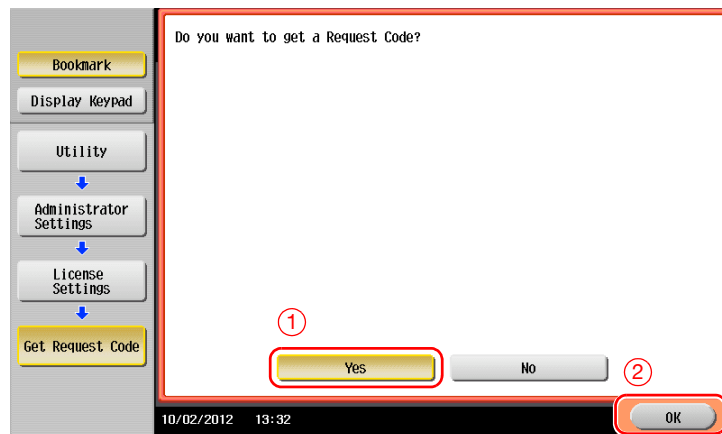 Do you want to get a Request Code?
Bookmark
Display Keypad
Utility
Administrator
Settings
License
Settings
Get Request Code
①
Yes
No
②
10/02/2012 13:32
OK